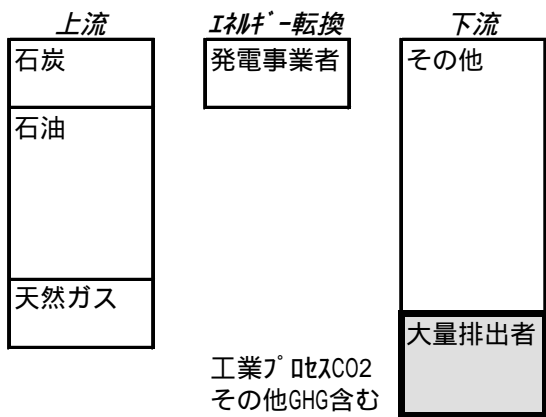 上流
エネルギー転換
下流
石炭
発電事業者
その他
石油
天然ガス
大量排出者
工業プロセスCO2
その他GHG含む